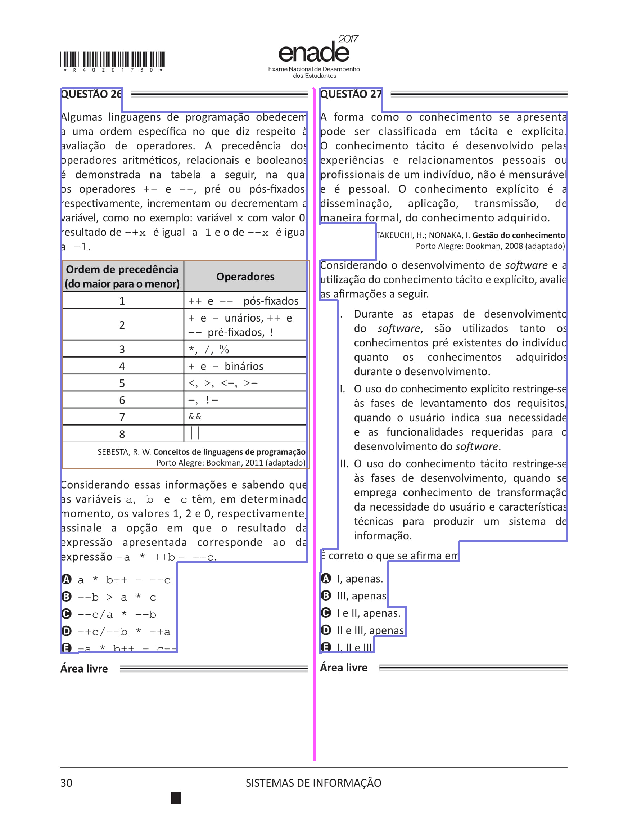 *R4020173030*
enade 2017
Exame Nacional de Desempenho
dos Estudantes
QUESTÃO 26
Algumas linguagens de programação obedecem
a uma ordem específica no que diz respeito à
avaliação de operadores. A precedência dos
operadores aritméticos, relacionais e booleanos
é demonstrada na tabela a seguir, na qual
os operadores ++ e --, pré ou pós-fixados
respectivamente, incrementam ou decrementam a
variável, como no exemplo: variável x com valor 0,
resultado de ++x é igual a 1 e o de --x é igual
a -1.
Ordem de precedência
(do maior para o menor)
Operadores
1 ++ e -- pós-fixados
2 + e - unários, ++ e
-- pré-fixados, !
3 *, /, %
4 + e - binários
5 <, >, <=, >=
6 =, !=
7 &&
8 ||
SEBESTA, R. W. Conceitos de linguagens de programação.
Porto Alegre: Bookman, 2011 (adaptado).
Considerando essas informações e sabendo que
as variáveis a, b e c têm, em determinado
momento, os valores 1, 2 e 0, respectivamente,
assinale a opção em que o resultado da
expressão apresentada corresponde ao da
expressão -a * ++b - --c.
A a * b++ - --c
B --b > a * c
C --c/a * --b
D -+c/--b * -+a
E -a * b++ - c--
Área livre
QUESTÃO 27
A forma como o conhecimento se apresenta
pode ser classificada em tácita e explícita.
O conhecimento tácito é desenvolvido pelas
experiências e relacionamentos pessoais ou
profissionais de um indivíduo, não é mensurável
e é pessoal. O conhecimento explícito é a
disseminação, aplicação, transmissão, de
maneira formal, do conhecimento adquirido.
TAKEUCHI, H.; NONAKA, I. Gestão do conhecimento.
Porto Alegre: Bookman, 2008 (adaptado).
Considerando o desenvolvimento de software e a
utilização do conhecimento tácito e explícito, avalie
as afirmações a seguir.
I. Durante as etapas de desenvolvimento
do software, são utilizados tanto os
conhecimentos pré existentes do indivíduo
quanto os conhecimentos adquiridos
durante o desenvolvimento.
II. O uso do conhecimento explícito restringe-se
às fases de levantamento dos requisitos,
quando o usuário indica sua necessidade
e as funcionalidades requeridas para o
desenvolvimento do software.
III. O uso do conhecimento tácito restringe-se
às fases de desenvolvimento, quando se
emprega conhecimento de transformação
da necessidade do usuário e características
técnicas para produzir um sistema de
informação.
É correto o que se afirma em
A I, apenas.
B III, apenas.
C I e II, apenas.
D II e III, apenas.
E I, II e III.
Área livre
30
SISTEMAS DE INFORMAÇÃO